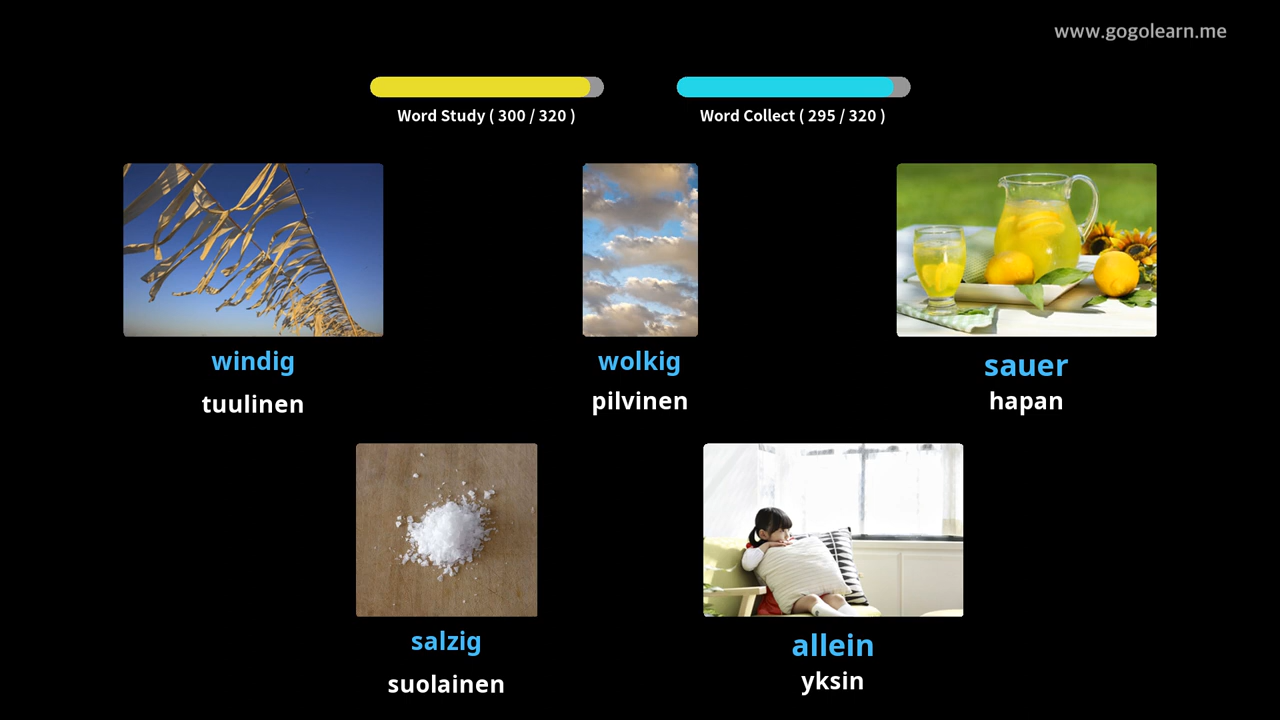 www.gogolearn.me
Word Study ( 300 / 320 )
Word Collect ( 295 / 320 )
windig
tuulinen
wolkig
pilvinen
sauer
hapan
salzig
suolainen
allein
yksin